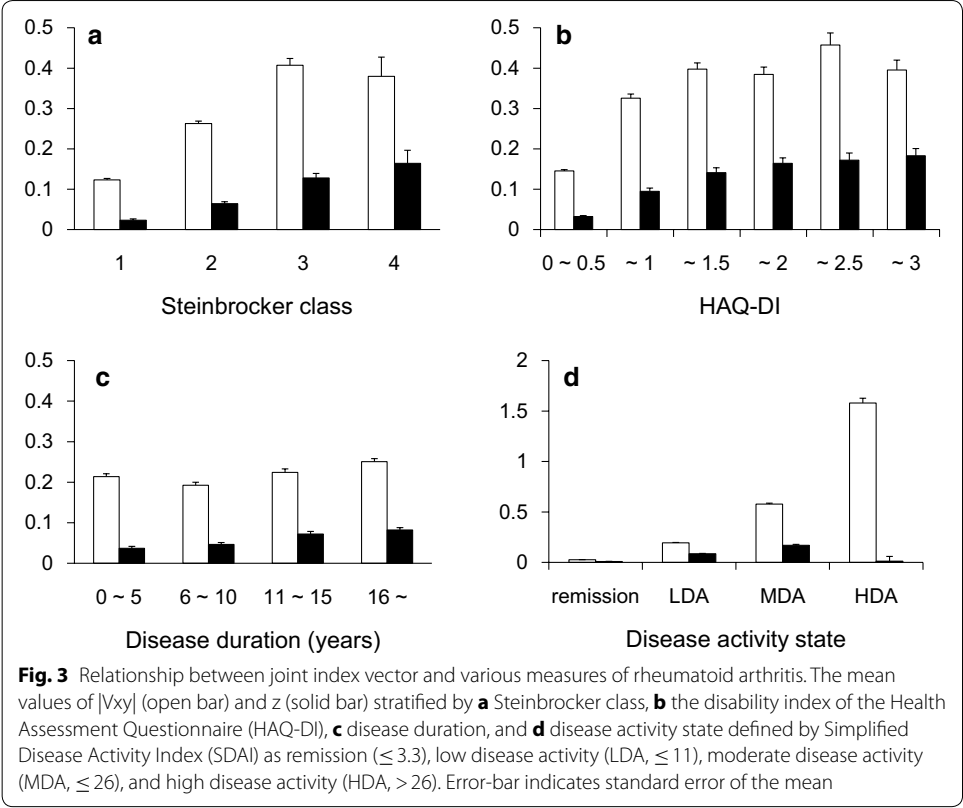 a
0.5
0.4
0.3
0.2
0.1
0
1 2 3 4
Steinbrocker class
b
0.5
0.4
0.3
0.2
0.1
0
0 ~ 0.5 ~ 1 ~ 1.5 ~ 2 ~ 2.5 ~ 3
HAQ-DI
c
0.5
0.4
0.3
0.2
0.1
0
0 ~ 5 6 ~ 10 11 ~ 15 16 ~
Disease duration (years)
d
2
1.5
1
0.5
0
remission LDA MDA HDA
Disease activity state
Fig. 3 Relationship between joint index vector and various measures of rheumatoid arthritis. The mean
values of |Vxy| (open bar) and z (solid bar) stratified by a Steinbrocker class, b the disability index of the Health
Assessment Questionnaire (HAQ-DI), c disease duration, and d disease activity state defined by Simplified
Disease Activity Index (SDAI) as remission (≤ 3.3), low disease activity (LDA, ≤ 11), moderate disease activity
(MDA, ≤ 26), and high disease activity (HDA, > 26). Error-bar indicates standard error of the mean